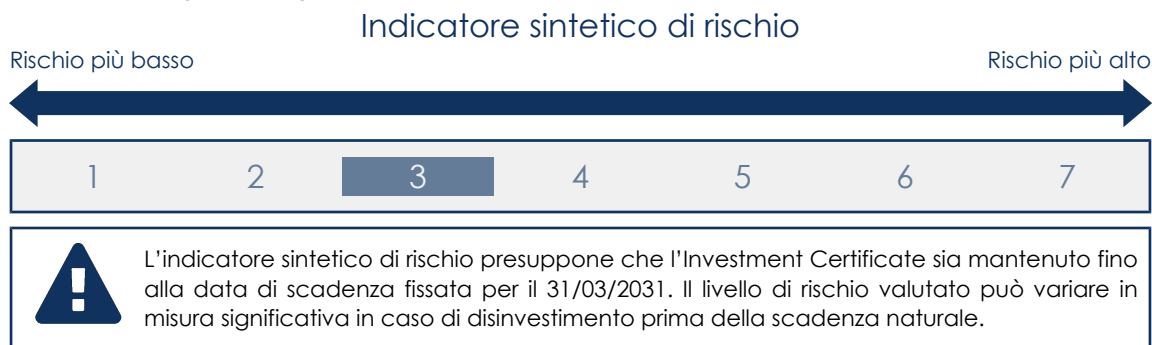 Indicatore sintetico di rischio
Rischio più basso
Rischio più alto
1 2 3 4 5 6 7
L'indicatore sintetico di rischio presuppone che l'Investment Certificate sia mantenuto fino
alla data di scadenza fissata per il 31/03/2031. Il livello di rischio valutato può variare in
misura significativa in caso di disinvestimento prima della scadenza naturale.